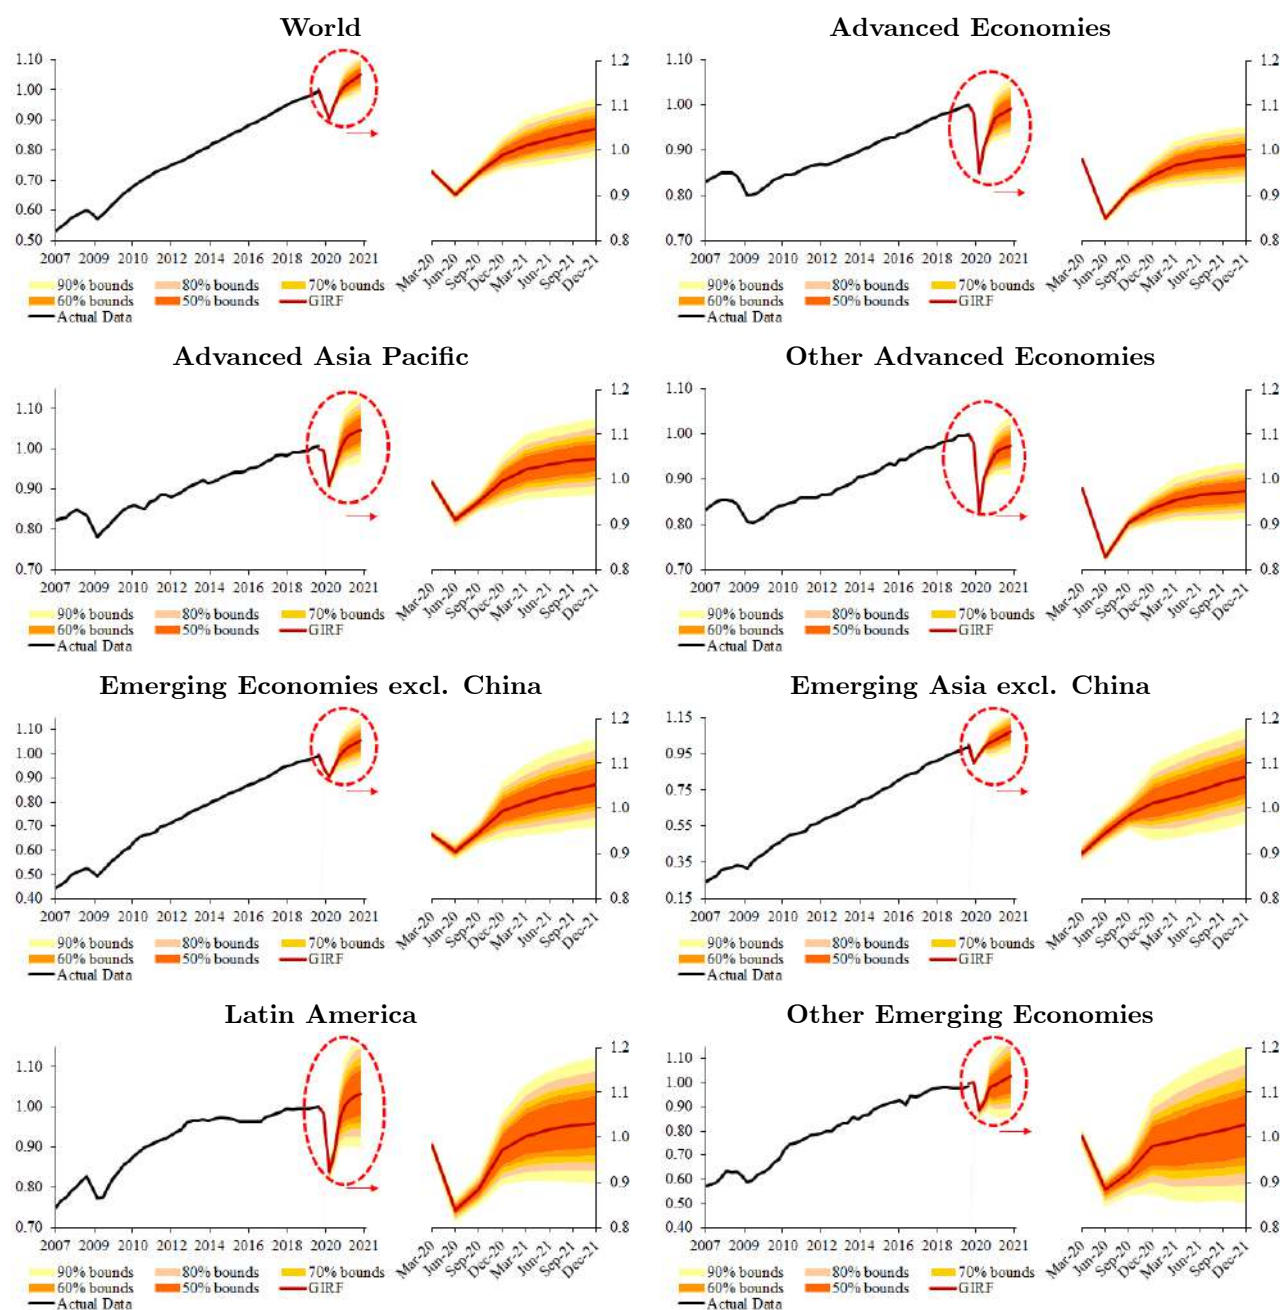 World Advanced Economies
1.10 1.2 1.10 1.2
1.00 1.1 1.00 1.1
0.90
0.80 1.0 0.90 1.0
0.70
0.60 0.9 0.80 0.9
0.50 0.8 0.70 0.8
2007 2009 2010 2012 2014 2016 2018 2020 2021 Mar-20 Jun-20 Sep-20 Dec-20 Mar-21 Jun-21 Sep-21 Dec-21 2007 2009 2010 2012 2014 2016 2018 2020 2021 Mar-20 Jun-20 Sep-20 Dec-20 Mar-21 Jun-21 Sep-21 Dec-21
90% bounds 80% bounds 70% bounds 90% bounds 80% bounds 70% bounds
60% bounds 50% bounds GIRF 60% bounds 50% bounds GIRF
Actual Data Actual Data
Advanced Asia Pacific Other Advanced Economies
1.10 1.2 1.10 1.2
1.00 1.1 1.00 1.1
0.90 1.0 0.90 1.0
0.80 0.9 0.80 0.9
0.70 0.8 0.70 0.8
2007 2009 2010 2012 2014 2016 2018 2020 2021 Mar-20 Jun-20 Sep-20 Dec-20 Mar-21 Jun-21 Sep-21 Dec-21 2007 2009 2010 2012 2014 2016 2018 2020 2021 Mar-20 Jun-20 Sep-20 Dec-20 Mar-21 Jun-21 Sep-21 Dec-21
90% bounds 80% bounds 70% bounds 90% bounds 80% bounds 70% bounds
60% bounds 50% bounds GIRF 60% bounds 50% bounds GIRF
Actual Data Actual Data
Emerging Economies excl. China Emerging Asia excl. China
1.10 1.2 1.15 1.2
1.00 1.1 0.95 1.1
0.90
0.80 1.0 0.75 1.0
0.70 0.55
0.60 0.9 0.35 0.9
0.50
0.40 0.8 0.15 0.8
2007 2009 2010 2012 2014 2016 2018 2020 2021 Mar-20 Jun-20 Sep-20 Dec-20 Mar-21 Jun-21 Sep-21 Dec-21 2007 2009 2010 2012 2014 2016 2018 2020 2021 Mar-20 Jun-20 Sep-20 Dec-20 Mar-21 Jun-21 Sep-21 Dec-21
90% bounds 80% bounds 70% bounds 90% bounds 80% bounds 70% bounds
60% bounds 50% bounds GIRF 60% bounds 50% bounds GIRF
Actual Data Actual Data
Latin America Other Emerging Economies
1.10 1.2 1.10 1.2
1.00 1.1 1.00 1.1
0.90 1.0 0.90 1.0
0.80
0.80 0.9 0.70 0.9
0.60
0.50
0.70 0.8 0.40 0.8
2007 2009 2010 2012 2014 2016 2018 2020 2021 Mar-20 Jun-20 Sep-20 Dec-20 Mar-21 Jun-21 Sep-21 Dec-21 2007 2009 2010 2012 2014 2016 2018 2020 2021 Mar-20 Jun-20 Sep-20 Dec-20 Mar-21 Jun-21 Sep-21 Dec-21
90% bounds 80% bounds 70% bounds 90% bounds 80% bounds 70% bounds
60% bounds 50% bounds GIRF 60% bounds 50% bounds GIRF
Actual Data Actual Data